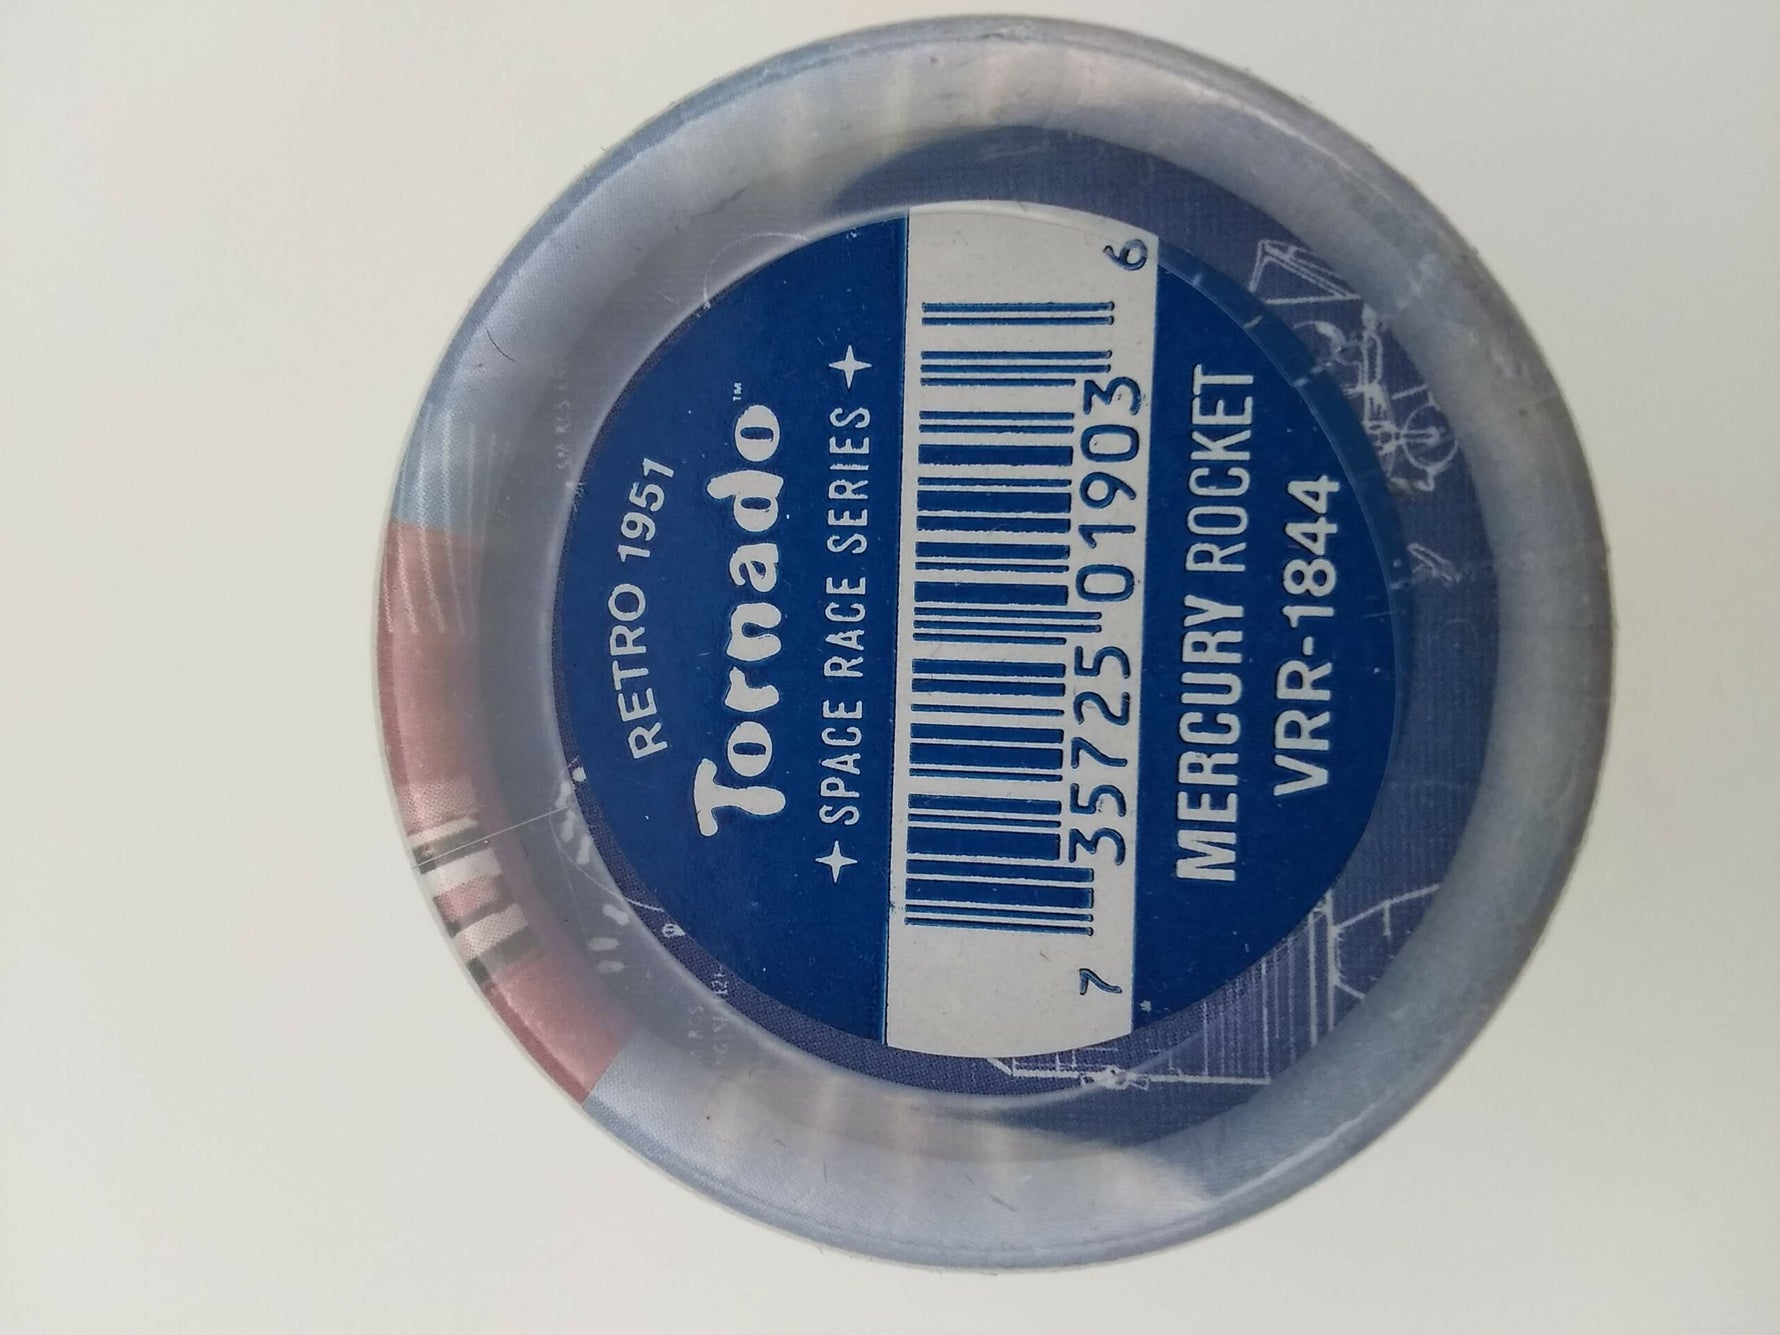 RETRO 1951
Tornado™
SPACE RACE SERIES
7 35725 01903 6
MERCURY ROCKET
VRR-1844